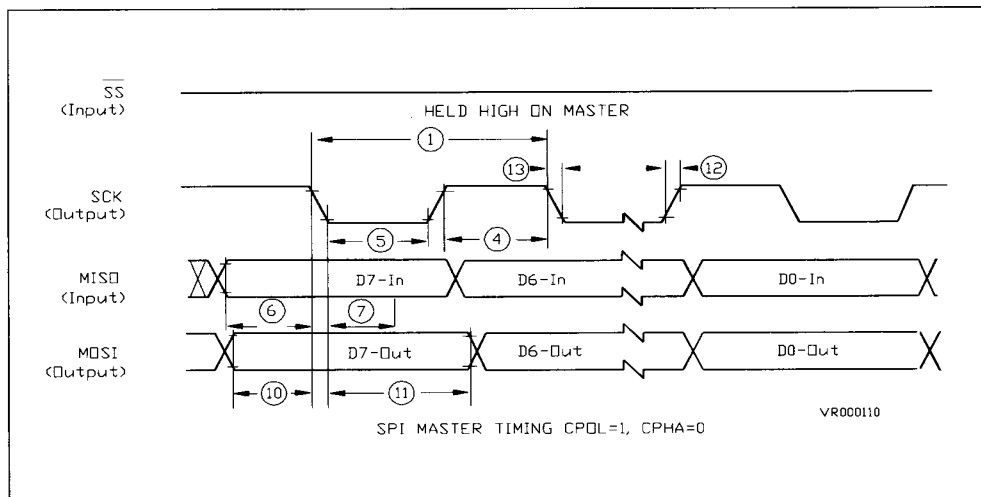 SS
(Input)
HELD HIGH ON MASTER
1
13
12
SCK
(Output)
5
4
MISO
(Input)
D7-In
D6-In
D0-In
6
7
MOSI
(Output)
D7-Out
D6-Out
D0-Out
10
11
VR000110
SPI MASTER TIMING CPOL=1, CPHA=0